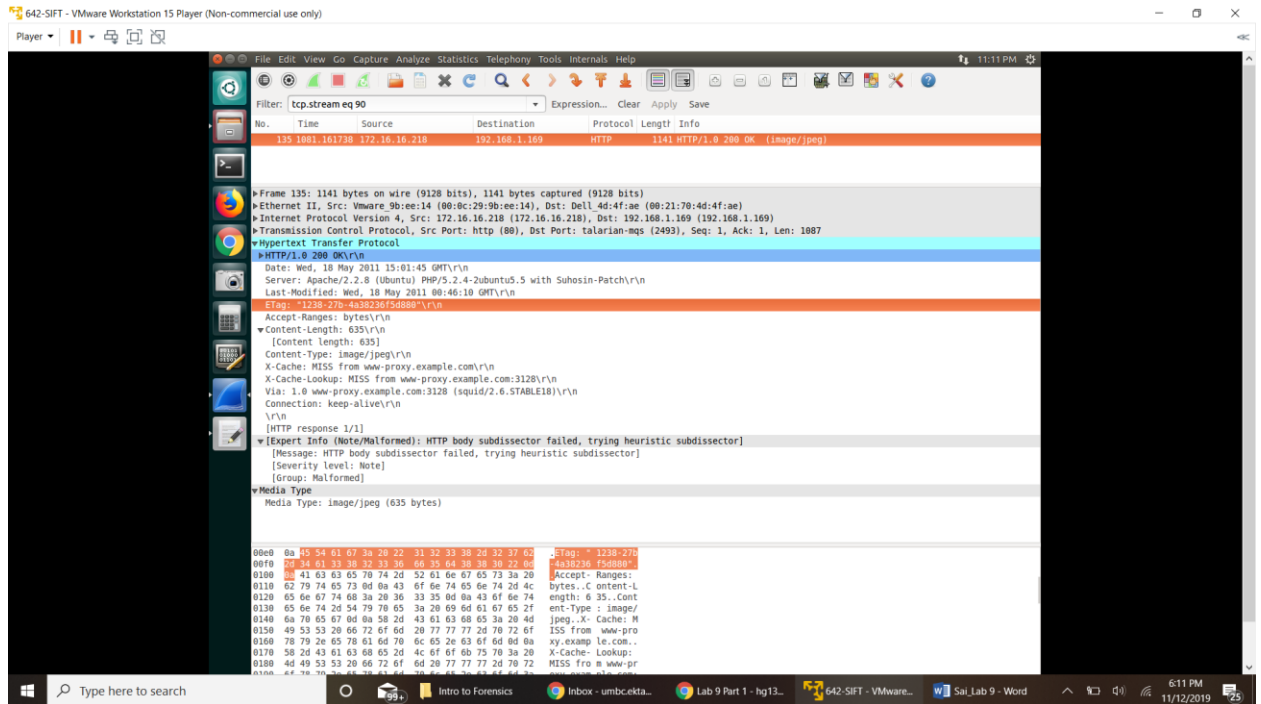 642-SIFT - VMware Workstation 15 Player (Non-commercial use only)
Player
File Edit View Go Capture Analyze Statistics Telephony Tools Internals Help 11:11 PM
Filter: tcp.stream eq 90 Expression... Clear Apply Save
No. Time Source Destination Protocol Length Info
135 1081.161738 172.16.16.218 192.168.1.169 HTTP 1141 HTTP/1.0 200 OK (image/jpeg)
Frame 135: 1141 bytes on wire (9128 bits), 1141 bytes captured (9128 bits)
Ethernet II, Src: Vmware_9b:ee:14 (00:0c:29:9b:ee:14), Dst: Dell_4d:4f:ae (00:21:70:4d:4f:ae)
Internet Protocol Version 4, Src: 172.16.16.218 (172.16.16.218), Dst: 192.168.1.169 (192.168.1.169)
Transmission Control Protocol, Src Port: http (80), Dst Port: talarian-mqs (2493), Seq: 1, Ack: 1, Len: 1087
Hypertext Transfer Protocol
HTTP/1.0 200 OK\r\n
Date: Wed, 18 May 2011 15:01:45 GMT\r\n
Server: Apache/2.2.8 (Ubuntu) PHP/5.2.4-2ubuntu5.5 with Suhosin-Patch\r\n
Last-Modified: Wed, 18 May 2011 00:46:10 GMT\r\n
ETag: "1238-27b-4a38236f5d880"\r\n
Accept-Ranges: bytes\r\n
Content-Length: 635\r\n
[Content length: 635]
Content-Type: image/jpeg\r\n
X-Cache: MISS from www-proxy.example.com\r\n
X-Cache-Lookup: MISS from www-proxy.example.com:3128\r\n
Via: 1.0 www-proxy.example.com:3128 (squid/2.6.STABLE18)\r\n
Connection: keep-alive\r\n
\r\n
[HTTP response 1/1]
[Expert Info (Note/Malformed): HTTP body subdissector failed, trying heuristic subdissector]
[Message: HTTP body subdissector failed, trying heuristic subdissector]
[Severity level: Note]
[Group: Malformed]
Media Type
Media Type: image/jpeg (635 bytes)
00e0 0a 45 54 61 67 3a 20 22 31 32 33 38 2d 32 37 62 .ETag: " 1238-27b
00f0 2d 34 61 33 38 32 33 36 66 35 64 38 38 30 22 0d -4a38236 f5d880".
0100 0a 41 63 63 65 70 74 2d 52 61 6e 67 65 73 3a 20 .Accept- Ranges:
0110 62 79 74 65 73 0d 0a 43 6f 6e 74 65 6e 74 2d 4c bytes..C ontent-L
0120 65 6e 67 74 68 3a 20 36 33 35 0d 0a 43 6f 6e 74 ength: 6 35..Cont
0130 65 6e 74 2d 54 79 70 65 3a 20 69 6d 61 67 65 2f ent-Type : image/
0140 6a 70 65 67 0d 0a 58 2d 43 61 63 68 65 3a 20 4d jpeg..X- Cache: M
0150 49 53 53 20 66 72 6f 6d 20 77 77 77 2d 70 72 6f ISS from www-pro
0160 78 79 2e 65 78 61 6d 70 6c 65 2e 63 6f 6d 0d 0a xy.examp le.com..
0170 58 2d 43 61 63 68 65 2d 4c 6f 6f 6b 75 70 3a 20 X-Cache- Lookup:
0180 4d 49 53 53 20 66 72 6f 6d 20 77 77 77 2d 70 72 MISS fro m www-pr
Type here to search
99+
Intro to Forensics
Inbox - umbc.ekta...
Lab 9 Part 1 - hg13...
642-SIFT - VMware...
Sai_Lab 9 - Word
6:11 PM
11/12/2019
25